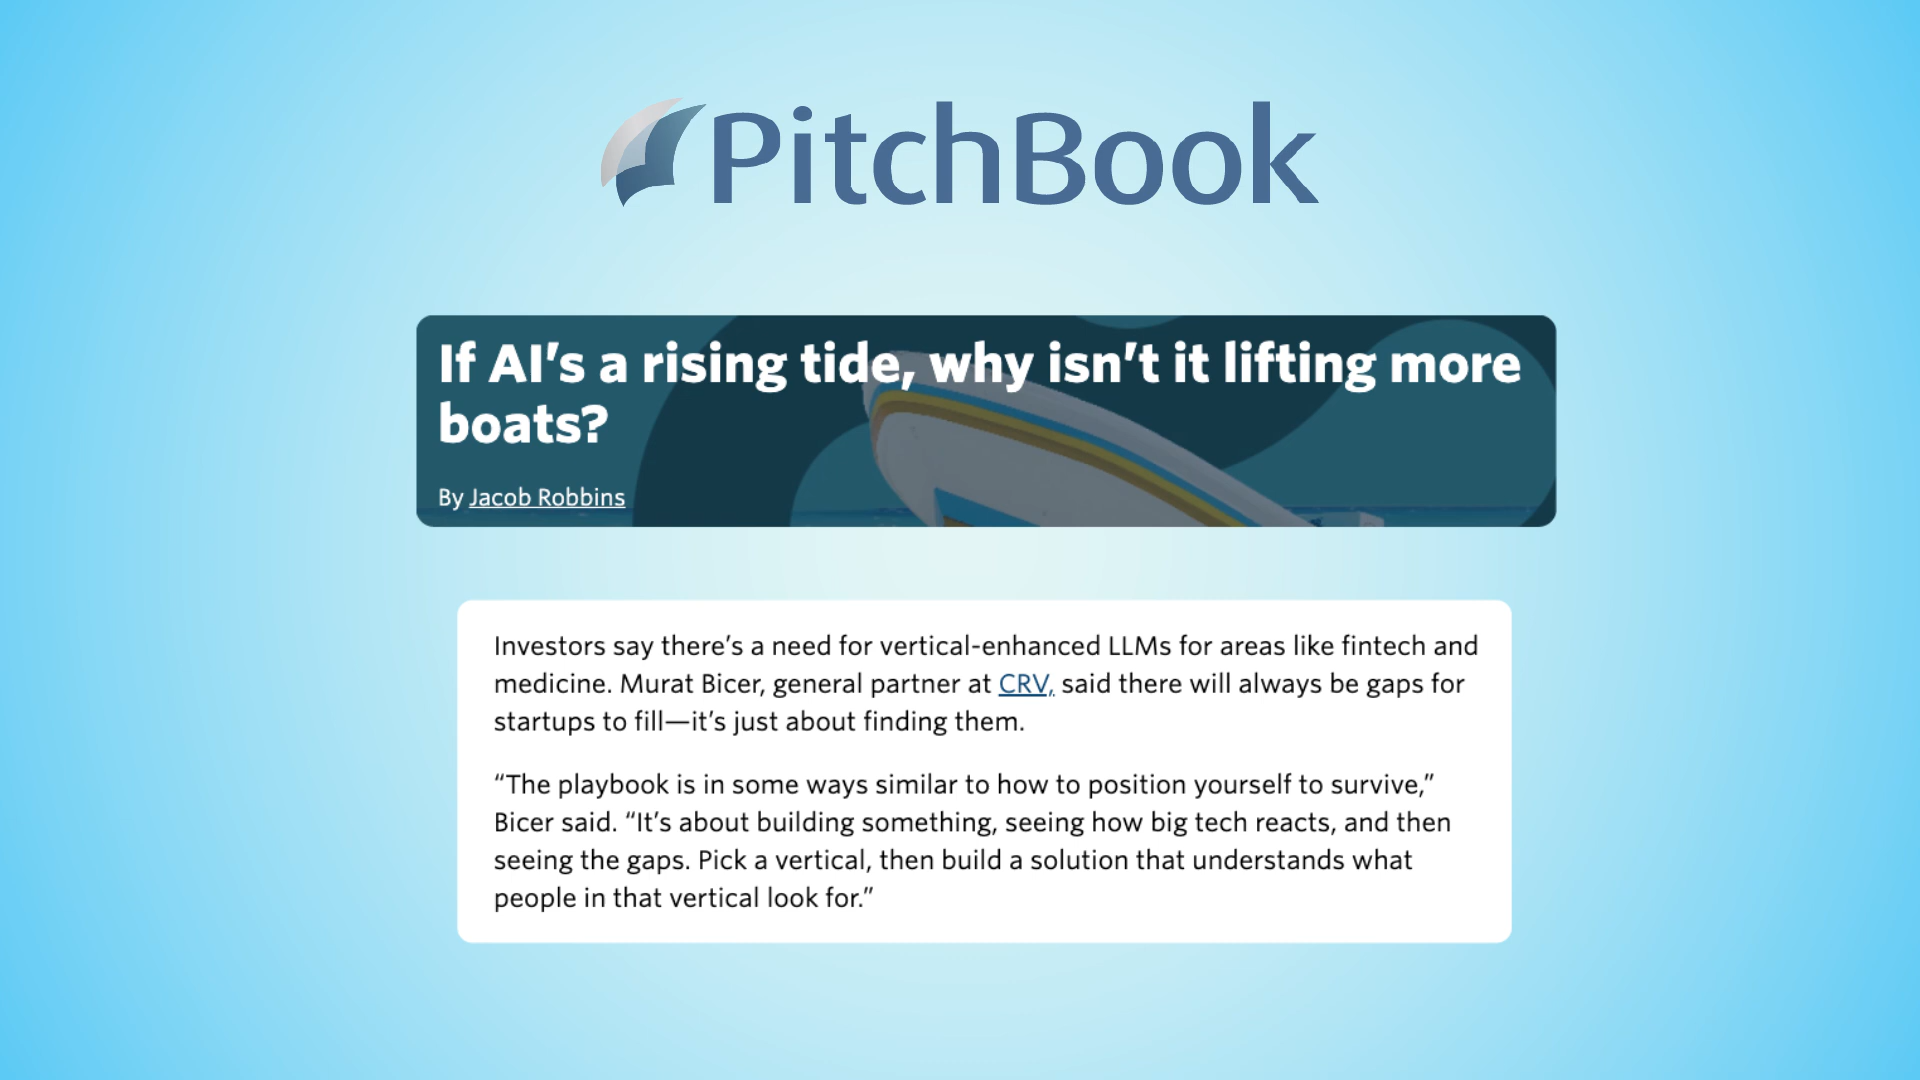 PitchBook
If AI’s a rising tide, why isn’t it lifting more
boats?
By Jacob Robbins
Investors say there’s a need for vertical-enhanced LLMs for areas like fintech and
medicine. Murat Bicer, general partner at CRV, said there will always be gaps for
startups to fill—it’s just about finding them.
“The playbook is in some ways similar to how to position yourself to survive,”
Bicer said. “It’s about building something, seeing how big tech reacts, and then
seeing the gaps. Pick a vertical, then build a solution that understands what
people in that vertical look for.”